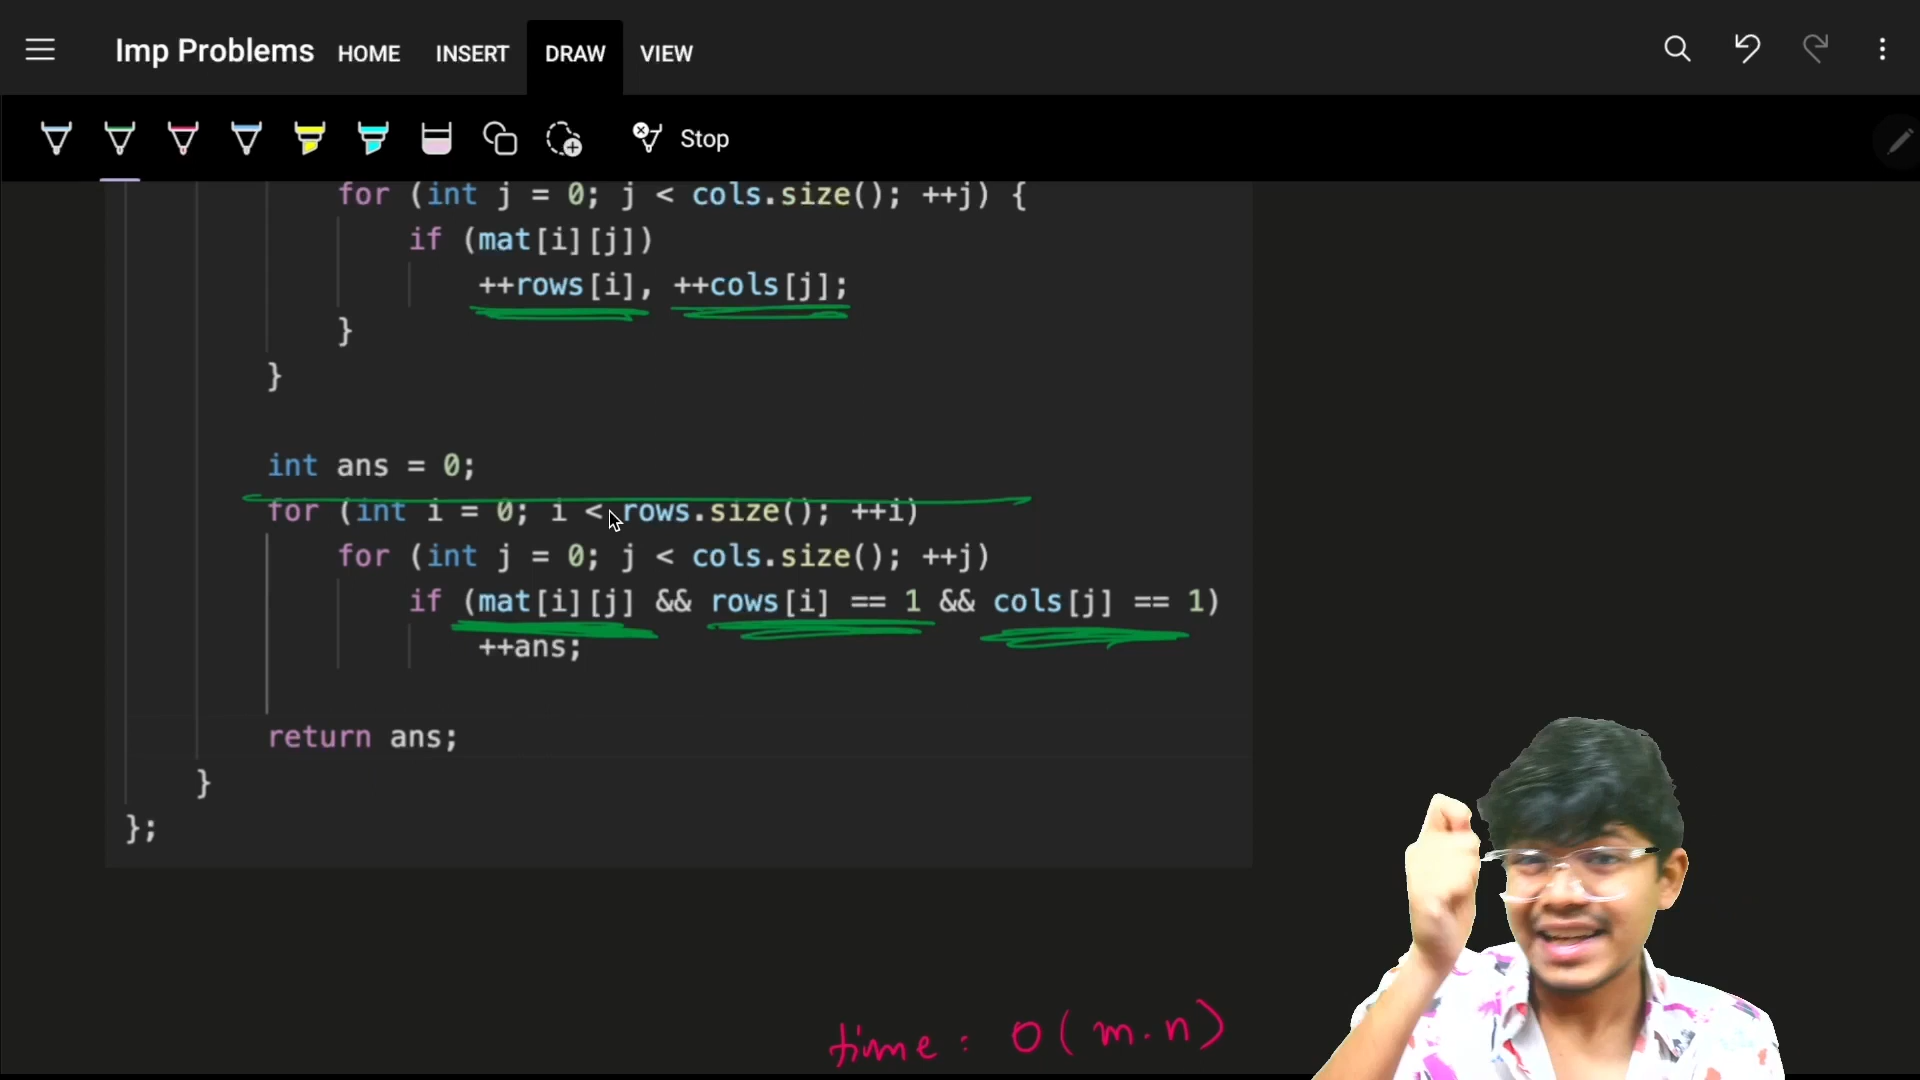 Imp Problems HOME INSERT DRAW VIEW
Stop
for (int j = 0; j < cols.size(); ++j) {
if (mat[i][j])
++rows[i], ++cols[j];
}
}
int ans = 0;
for (int i = 0; i < rows.size(); ++i)
for (int j = 0; j < cols.size(); ++j)
if (mat[i][j] && rows[i] == 1 && cols[j] == 1)
++ans;
return ans;
}
};
time : O(m.n)